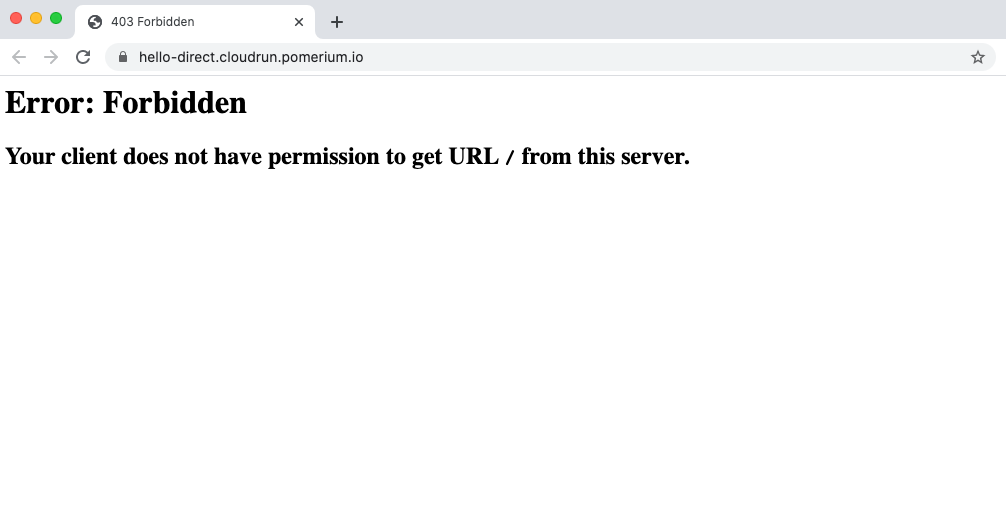 403 Forbidden
hello-direct.cloudrun.pomerium.io
Error: Forbidden
Your client does not have permission to get URL / from this server.